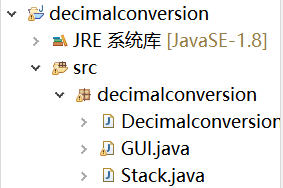 decimalconversion
JRE 系统库 [JavaSE-1.8]
src
decimalconversion
Decimalconversion
GUI.java
Stack.java